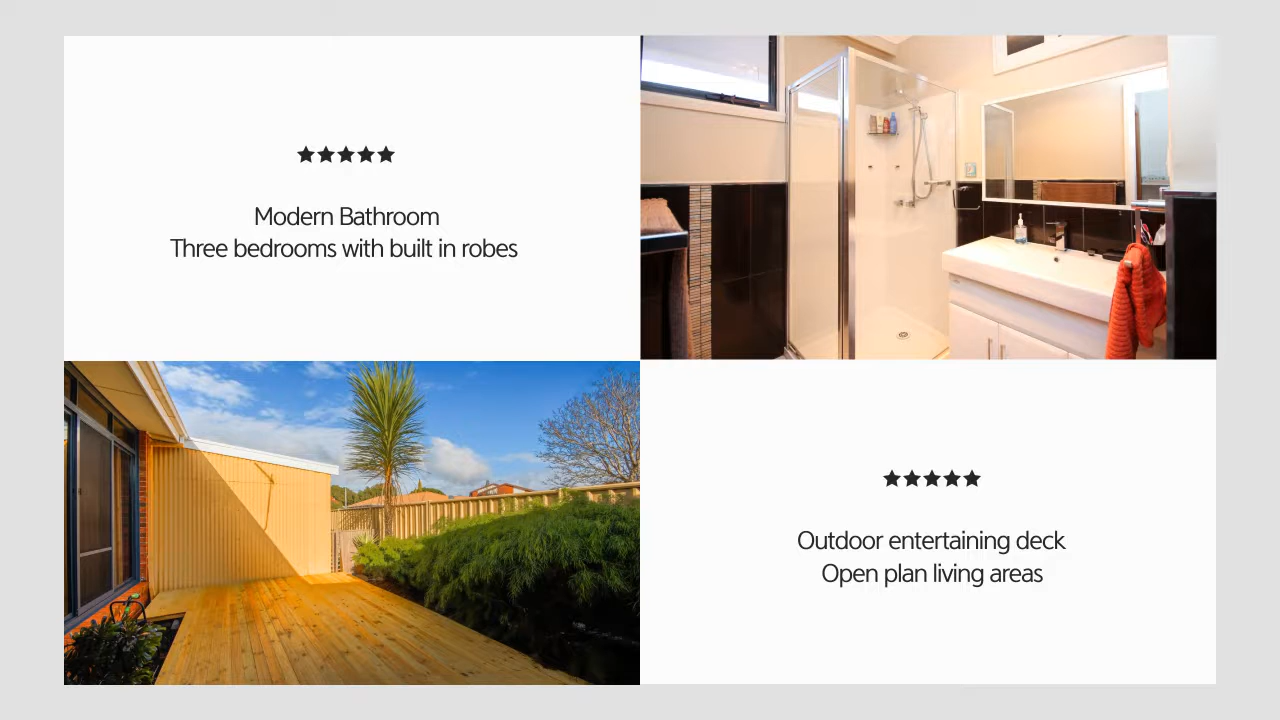 Modern Bathroom
Three bedrooms with built in robes
Outdoor entertaining deck
Open plan living areas